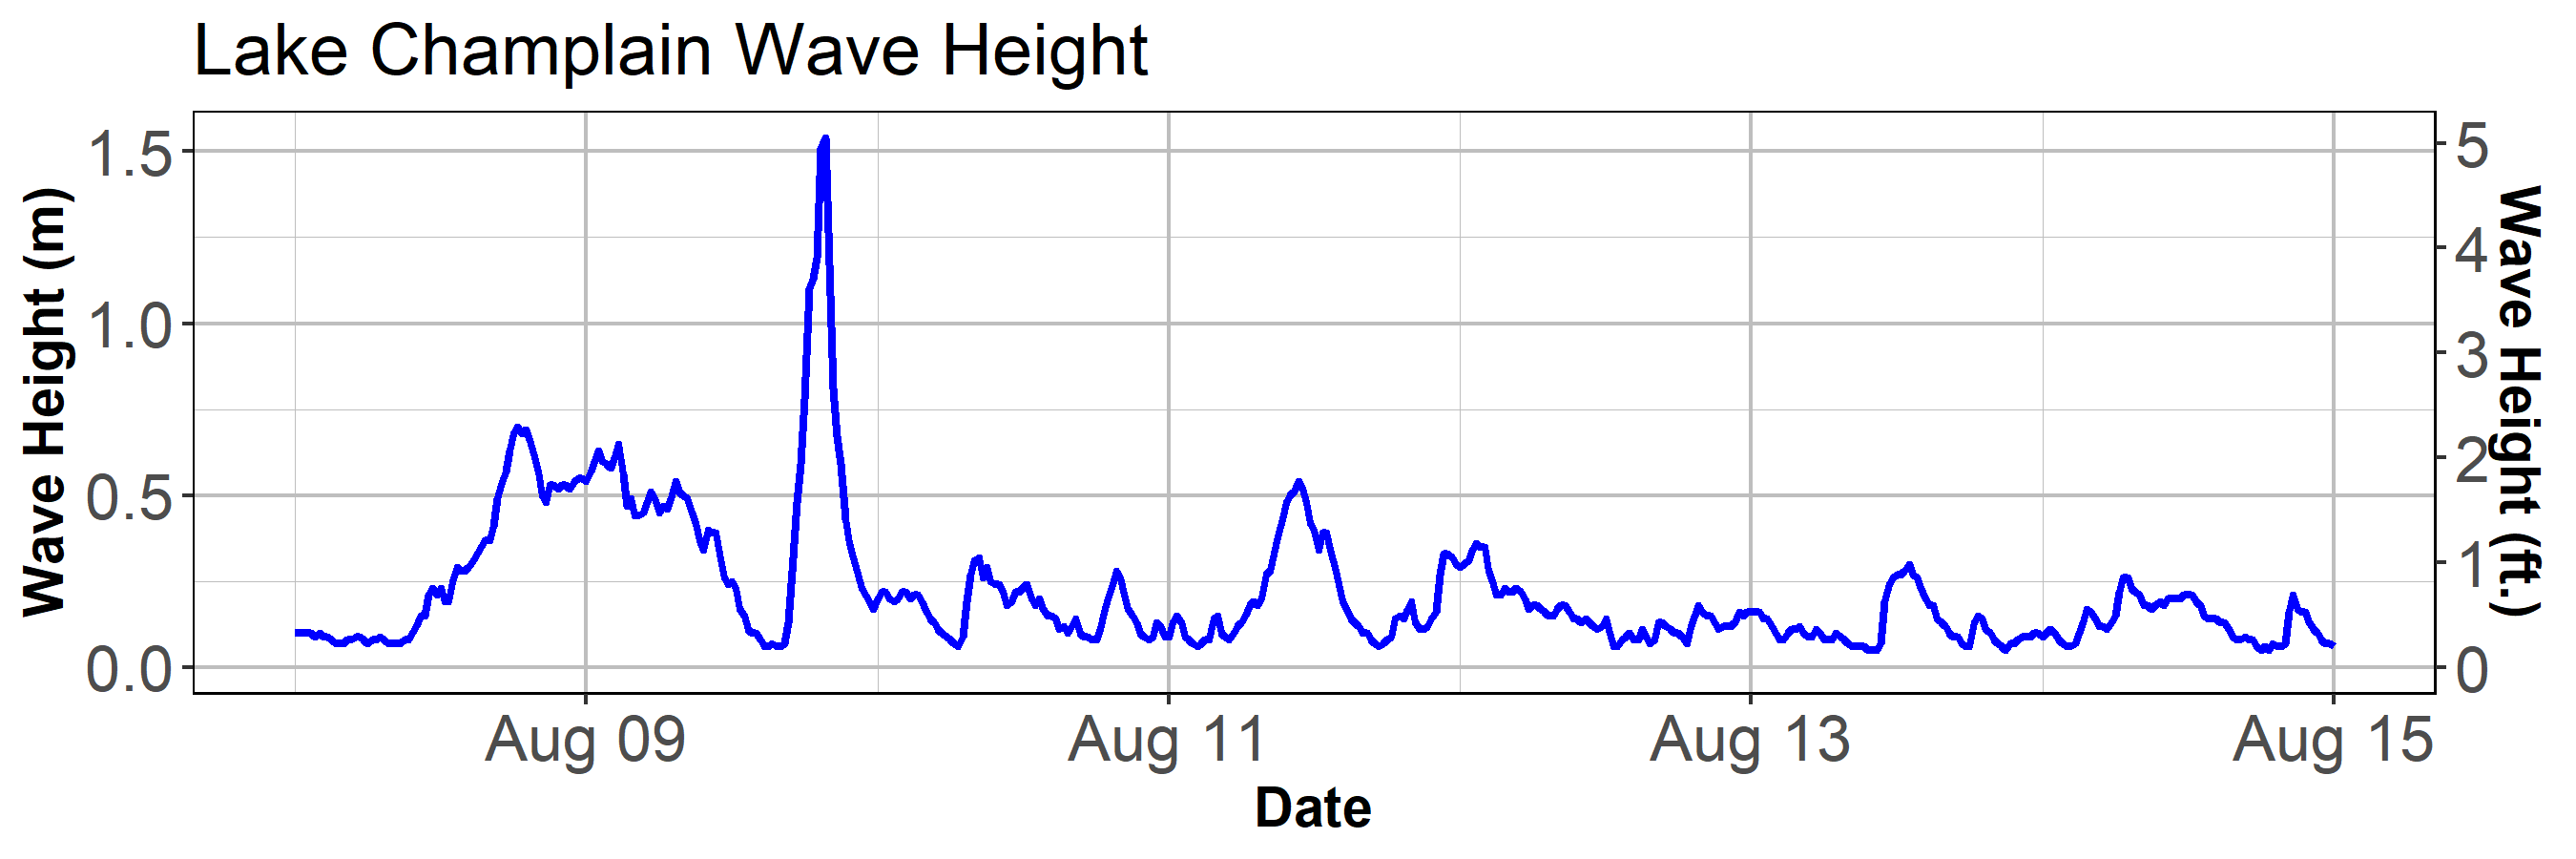 Lake Champlain Wave Height
Wave Height (m)
1.5
1.0
0.5
0.0
5
4
3
2
1
0
Wave Height (ft.)
Aug 09 Aug 11 Aug 13 Aug 15
Date